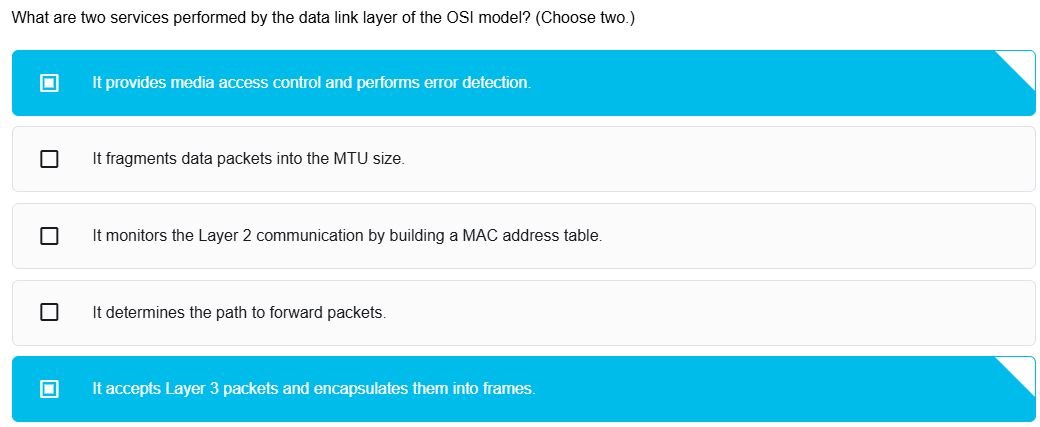 What are two services performed by the data link layer of the OSI model? (Choose two.)
It provides media access control and performs error detection.
It fragments data packets into the MTU size.
It monitors the Layer 2 communication by building a MAC address table.
It determines the path to forward packets.
It accepts Layer 3 packets and encapsulates them into frames.